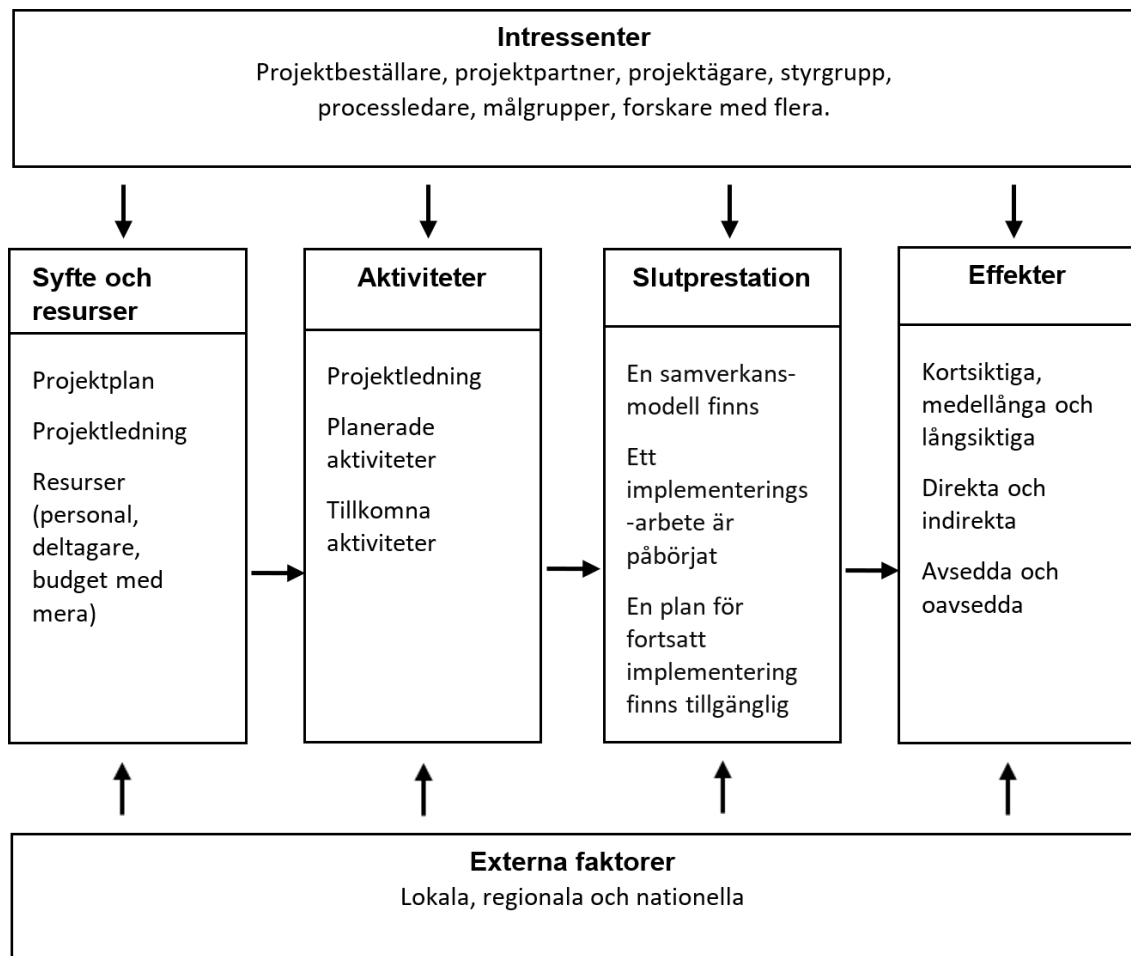 Intressenter
Projektbeställare, projektpartner, projektägare, styrgrupp,
processledare, målgrupper, forskare med flera.
Syfte och
resurser
Projektplan
Projektledning
Resurser
(personal,
deltagare,
budget med
mera)
Aktiviteter
Projektledning
Planerade
aktiviteter
Tillkomna
aktiviteter
Slutprestation
En samverkans-
modell finns
Ett
implementerings
-arbete är
påbörjat
En plan för
fortsatt
implementering
finns tillgänglig
Effekter
Kortsiktiga,
medellånga och
långsiktiga
Direkta och
indirekta
Avsedda och
oavsedda
Externa faktorer
Lokala, regionala och nationella